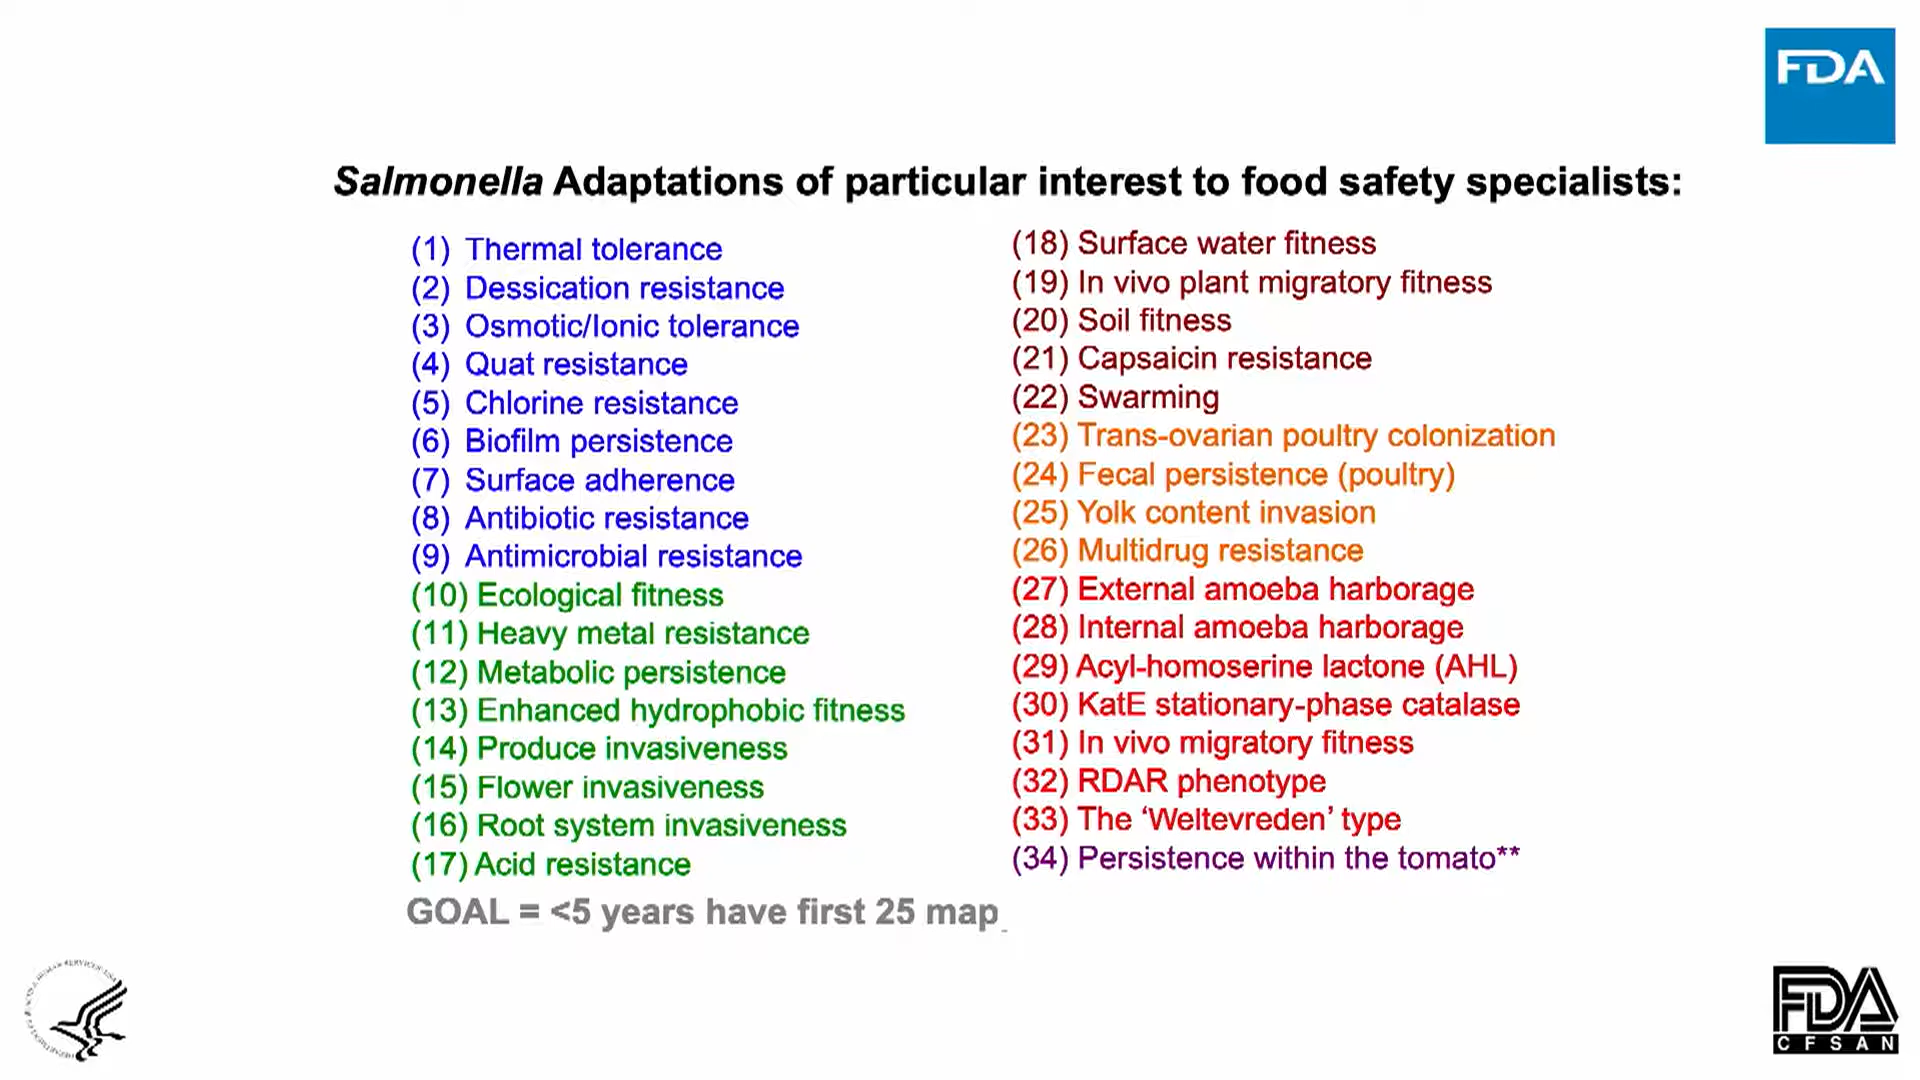 FDA
Salmonella Adaptations of particular interest to food safety specialists:
(1) Thermal tolerance
(2) Dessication resistance
(3) Osmotic/Ionic tolerance
(4) Quat resistance
(5) Chlorine resistance
(6) Biofilm persistence
(7) Surface adherence
(8) Antibiotic resistance
(9) Antimicrobial resistance
(10) Ecological fitness
(11) Heavy metal resistance
(12) Metabolic persistence
(13) Enhanced hydrophobic fitness
(14) Produce invasiveness
(15) Flower invasiveness
(16) Root system invasiveness
(17) Acid resistance
GOAL = <5 years have first 25 map
(18) Surface water fitness
(19) In vivo plant migratory fitness
(20) Soil fitness
(21) Capsaicin resistance
(22) Swarming
(23) Trans-ovarian poultry colonization
(24) Fecal persistence (poultry)
(25) Yolk content invasion
(26) Multidrug resistance
(27) External amoeba harborage
(28) Internal amoeba harborage
(29) Acyl-homoserine lactone (AHL)
(30) KatE stationary-phase catalase
(31) In vivo migratory fitness
(32) RDAR phenotype
(33) The ‘Weltevreden’ type
(34) Persistence within the tomato**
FDA
CFSAN